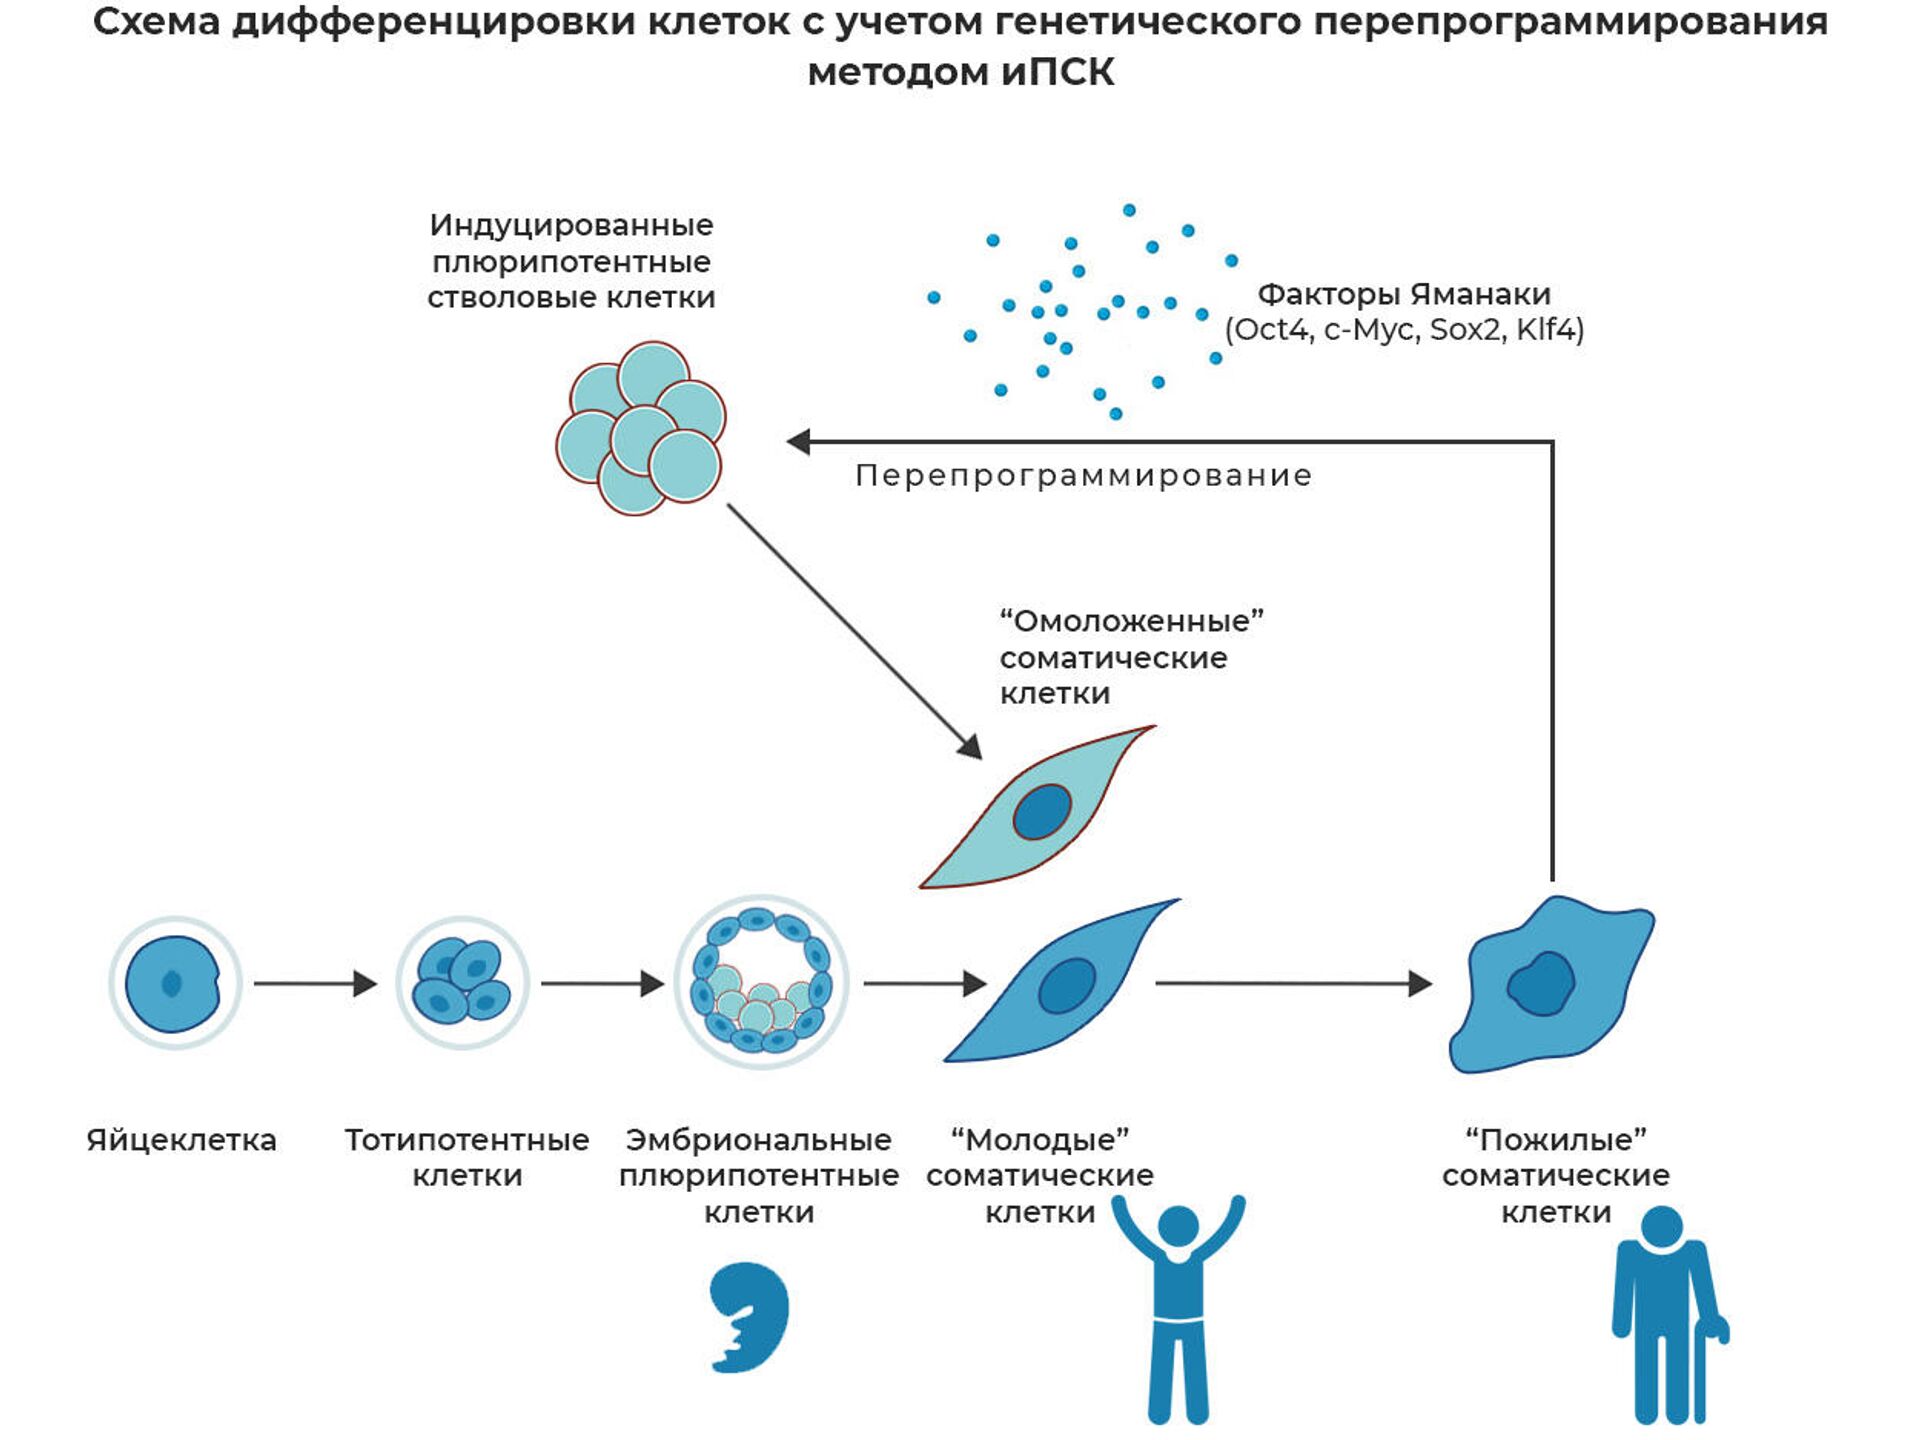 Схема дифференцировки клеток с учетом генетического перепрограммирования
методом иПСК
Индуцированные
плюрипотентные
стволовые клетки
Факторы Яманаки
(Oct4, c-Myc, Sox2, Klf4)
Перепрограммирование
“Омоложенные”
соматические
клетки
Яйцеклетка
Тотипотентные
клетки
Эмбриональные
плюрипотентные
клетки
“Молодые”
соматические
клетки
“Пожилые”
соматические
клетки